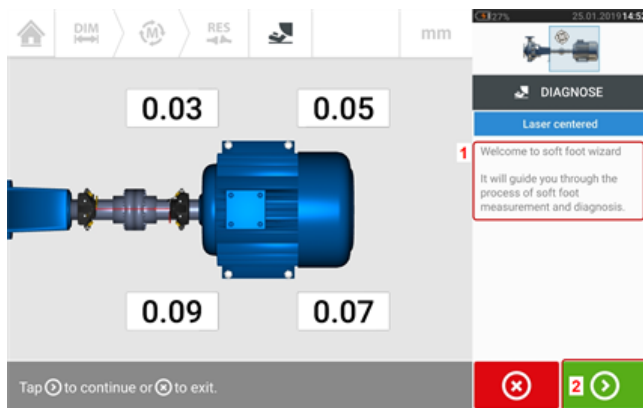 27% 25.01.2019 14:52
DIM
M
RES
mm
DIAGNOSE
Laser centered
0.03 0.05
1
Welcome to soft foot wizard
It will guide you through the
process of soft foot
measurement and diagnosis.
0.09 0.07
Tap to continue or to exit.
2